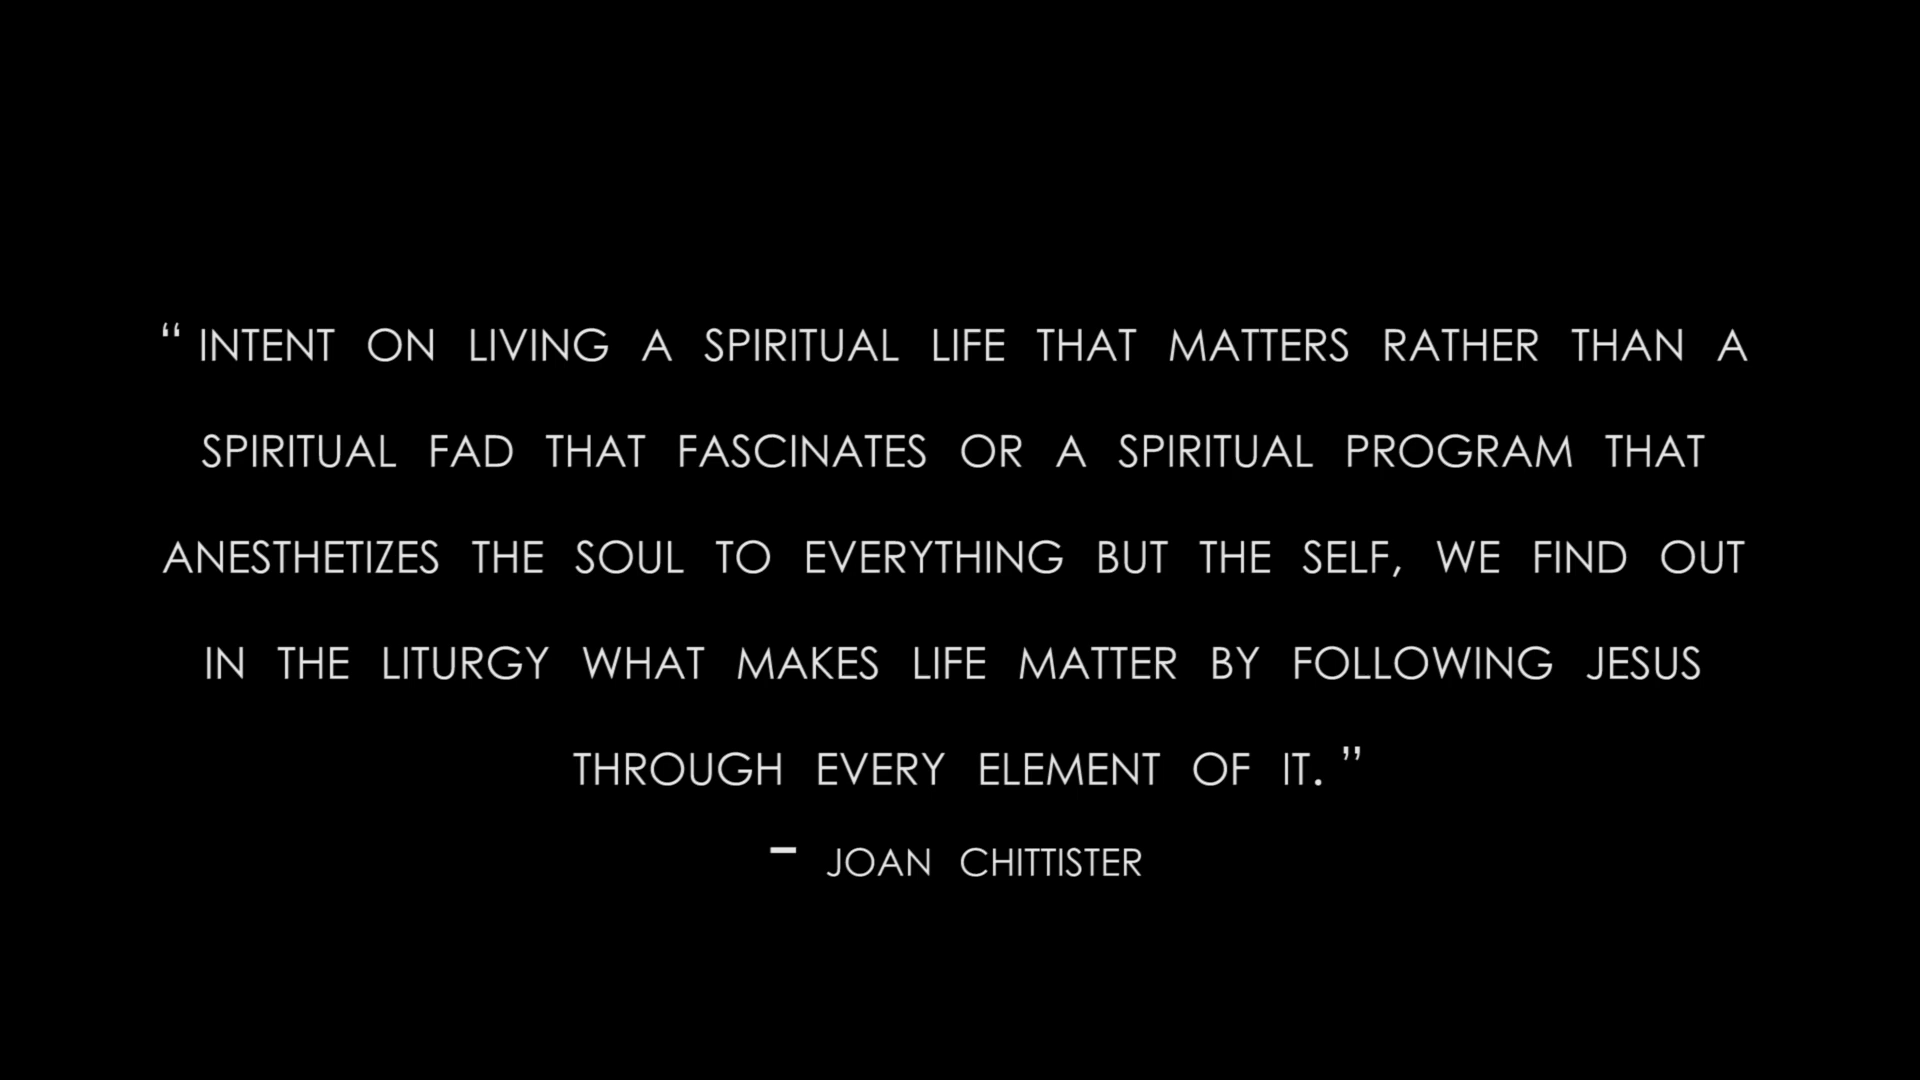 “ INTENT ON LIVING A SPIRITUAL LIFE THAT MATTERS RATHER THAN A
SPIRITUAL FAD THAT FASCINATES OR A SPIRITUAL PROGRAM THAT
ANESTHETIZES THE SOUL TO EVERYTHING BUT THE SELF, WE FIND OUT
IN THE LITURGY WHAT MAKES LIFE MATTER BY FOLLOWING JESUS
THROUGH EVERY ELEMENT OF IT. ”
- JOAN CHITTISTER